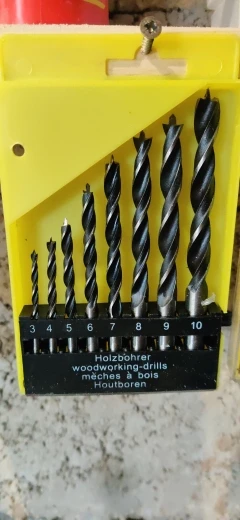 3 4 5 6 7 8 9 10
Holzbohrer
woodworking-drills
mèches à bois
Houtboren